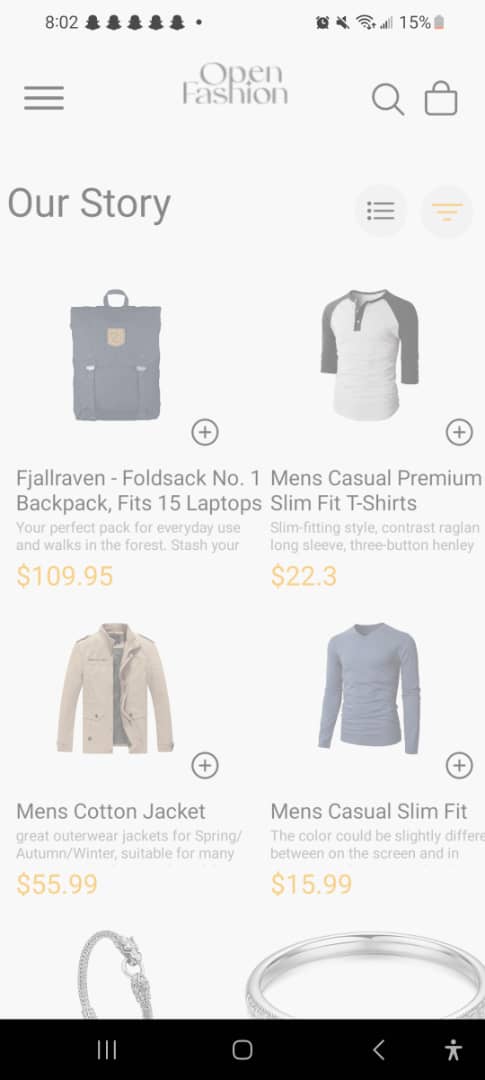 8:02
15%
Open
Fashion
Our Story
Fjallraven - Foldsack No. 1
Backpack, Fits 15 Laptops
Your perfect pack for everyday use
and walks in the forest. Stash your
$109.95
Mens Casual Premium
Slim Fit T-Shirts
Slim-fitting style, contrast raglan
long sleeve, three-button henley
$22.3
Mens Cotton Jacket
great outerwear jackets for Spring/
Autumn/Winter, suitable for many
$55.99
Mens Casual Slim Fit
The color could be slightly differe
between on the screen and in
$15.99